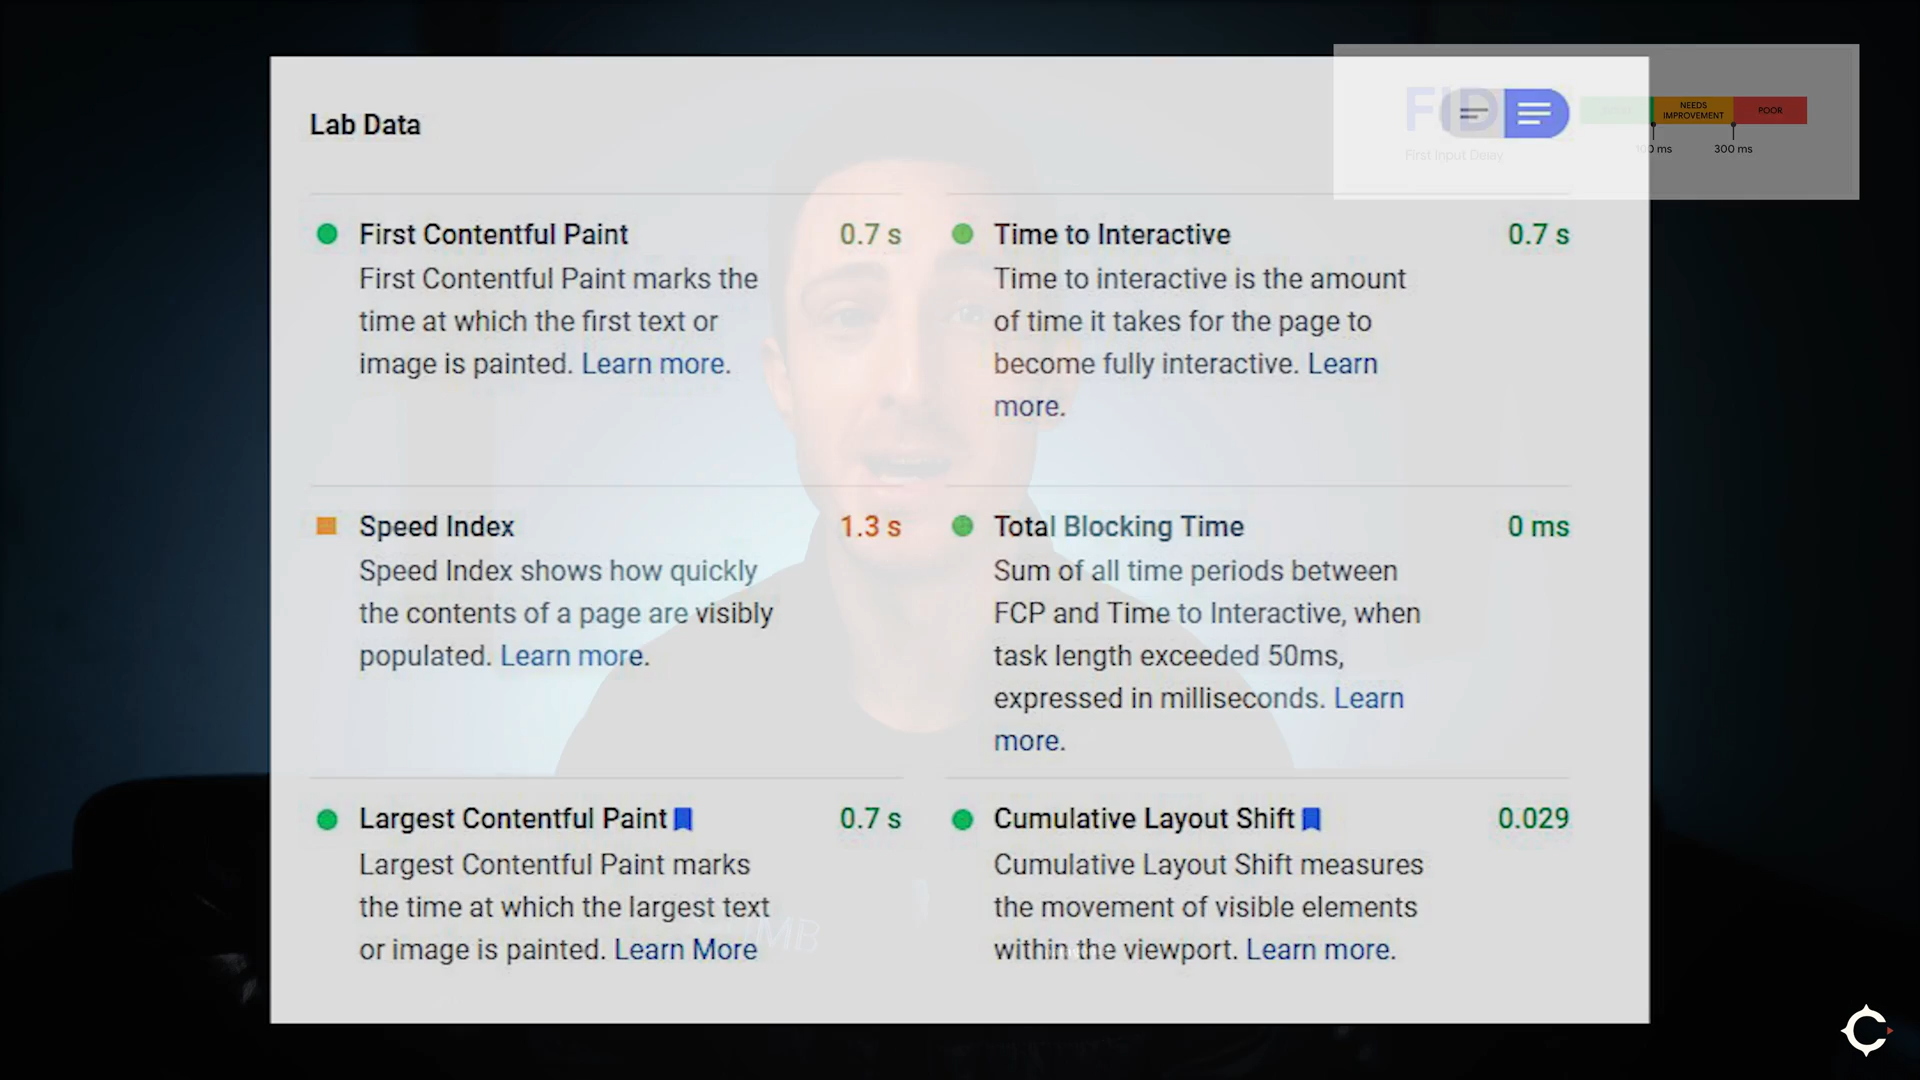 Lab Data
FID
First Input Delay
NEEDS
IMPROVEMENT
POOR
100 ms
300 ms
First Contentful Paint
0.7 s
First Contentful Paint marks the
time at which the first text or
image is painted. Learn more.
Time to Interactive
0.7 s
Time to interactive is the amount
of time it takes for the page to
become fully interactive. Learn
more.
Speed Index
1.3 s
Speed Index shows how quickly
the contents of a page are visibly
populated. Learn more.
Total Blocking Time
0 ms
Sum of all time periods between
FCP and Time to Interactive, when
task length exceeded 50ms,
expressed in milliseconds. Learn
more.
Largest Contentful Paint
0.7 s
Largest Contentful Paint marks
the time at which the largest text
or image is painted. Learn More
Cumulative Layout Shift
0.029
Cumulative Layout Shift measures
the movement of visible elements
within the viewport. Learn more.